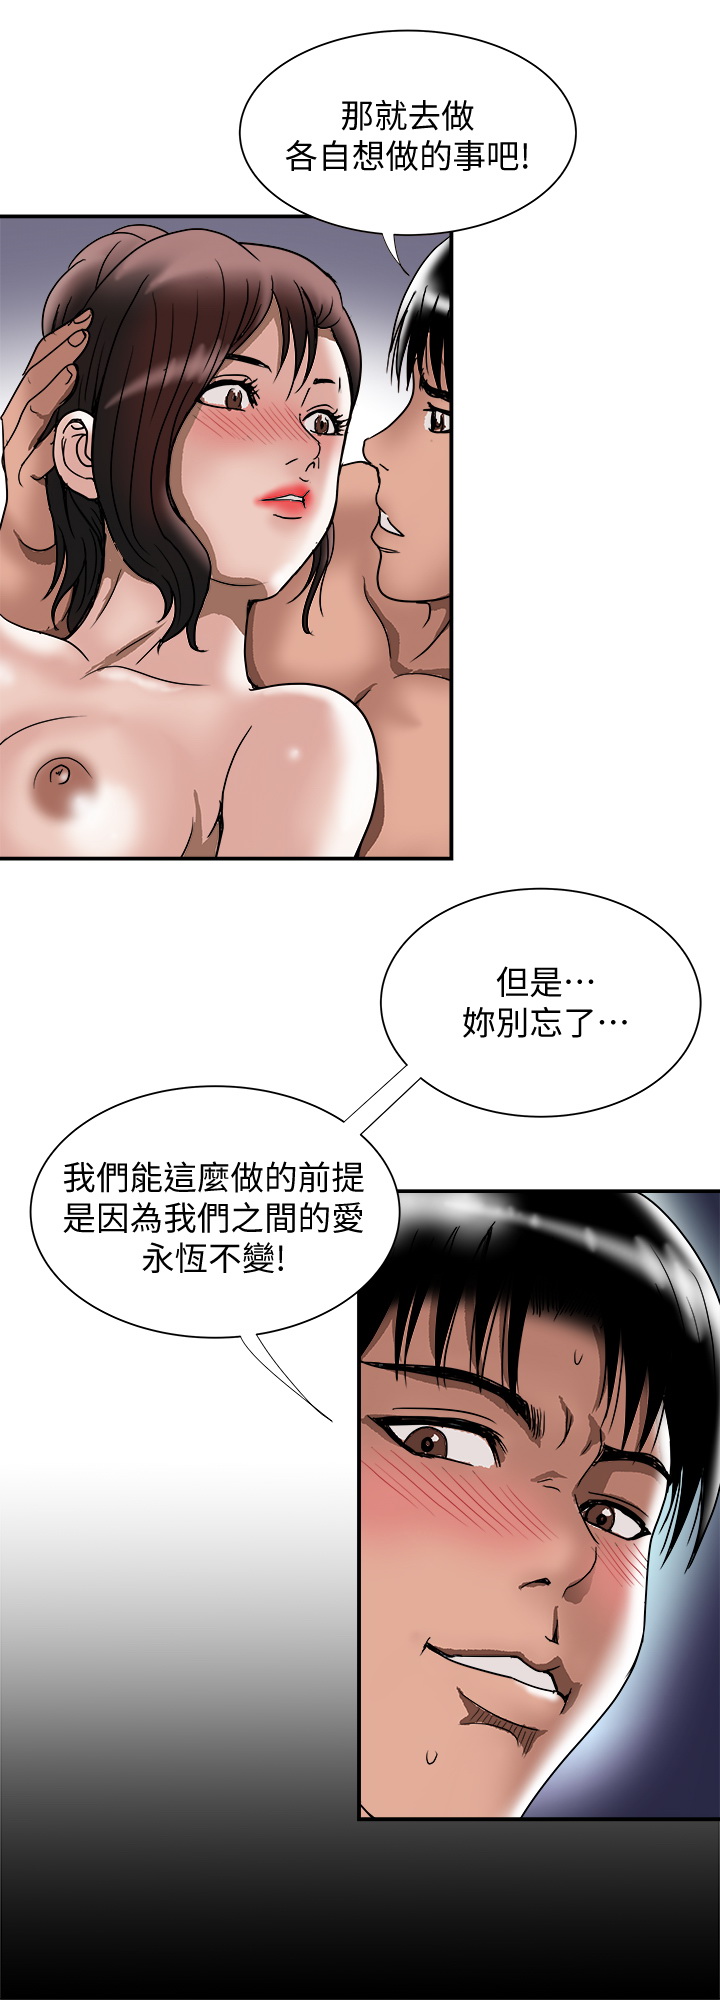 那就去做
各自想做的事吧!
但是⋯
妳別忘了⋯
我們能這麼做的前提
是因為我們之間的愛
永恆不變!